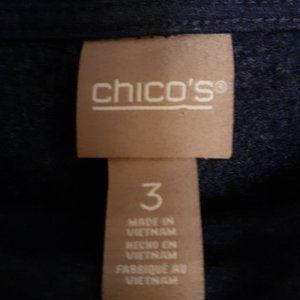 chico's®
3
MADE IN
VIETNAM
HECHO EN
VIETNAM
FABRIQUÉ AU
VIETNAM